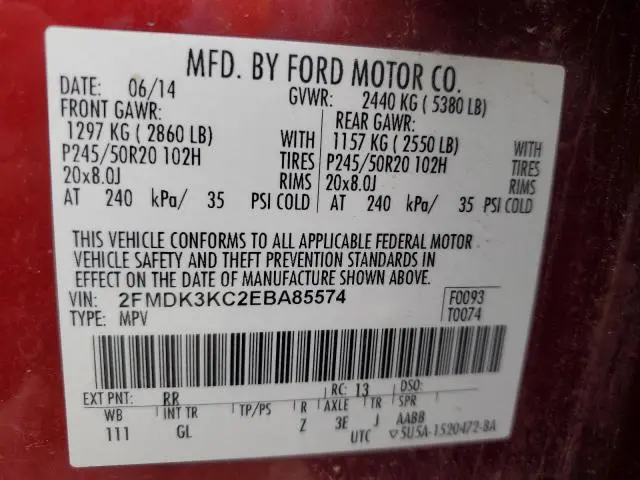 MFD. BY FORD MOTOR CO.
DATE: 06/14 GVWR: 2440 KG ( 5380 LB)
FRONT GAWR: REAR GAWR:
1297 KG ( 2860 LB) WITH 1157 KG ( 2550 LB) WITH
P245/50R20 102H TIRES P245/50R20 102H TIRES
20x8.0J RIMS 20x8.0J RIMS
AT 240 kPa/ 35 PSI COLD AT 240 kPa/ 35 PSI COLD
THIS VEHICLE CONFORMS TO ALL APPLICABLE FEDERAL MOTOR
VEHICLE SAFETY AND THEFT PREVENTION STANDARDS IN
EFFECT ON THE DATE OF MANUFACTURE SHOWN ABOVE.
VIN: 2FMDK3KC2EBA85574 F0093
TYPE: MPV T0074
EXT PNT: RR RC: 13 DSO:
WB INT TR TP/PS R AXLE TR SPR
111 GL Z 3E J AABB
UTC ▽5U5A-1520472-BA